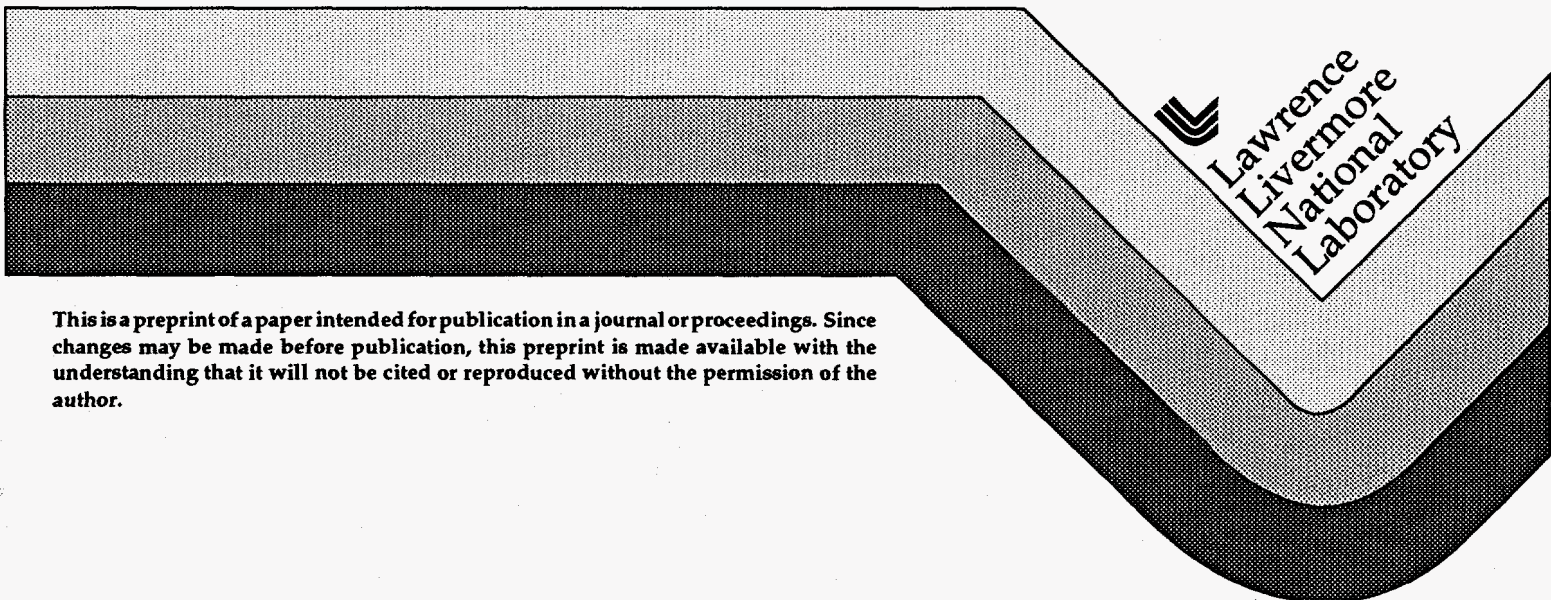 Lawrence
Livermore
National
Laboratory
This is a preprint of a paper intended for publication in a journal or proceedings. Since
changes may be made before publication, this preprint is made available with the
understanding that it will not be cited or reproduced without the permission of the
author.